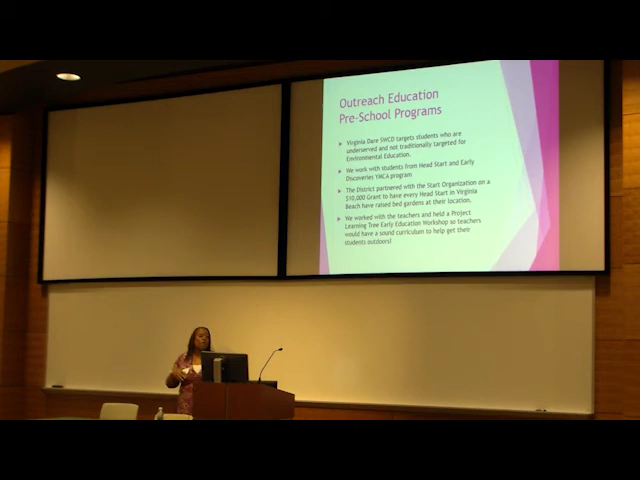 Outreach Education
Pre-School Programs
Virginia Dare SWCD targets students who are
underserved and not traditionally targeted for
Environmental Education.
We work with students from Head Start and Early
Discoveries YMCA program
The District partnered with the Start Organization on a
$10,000 Grant to have every Head Start in Virginia
Beach have raised bed gardens at their location.
We worked with the teachers and held a Project
Learning Tree Early Education Workshop so teachers
would have a sound curriculum to help get their
students outdoors!